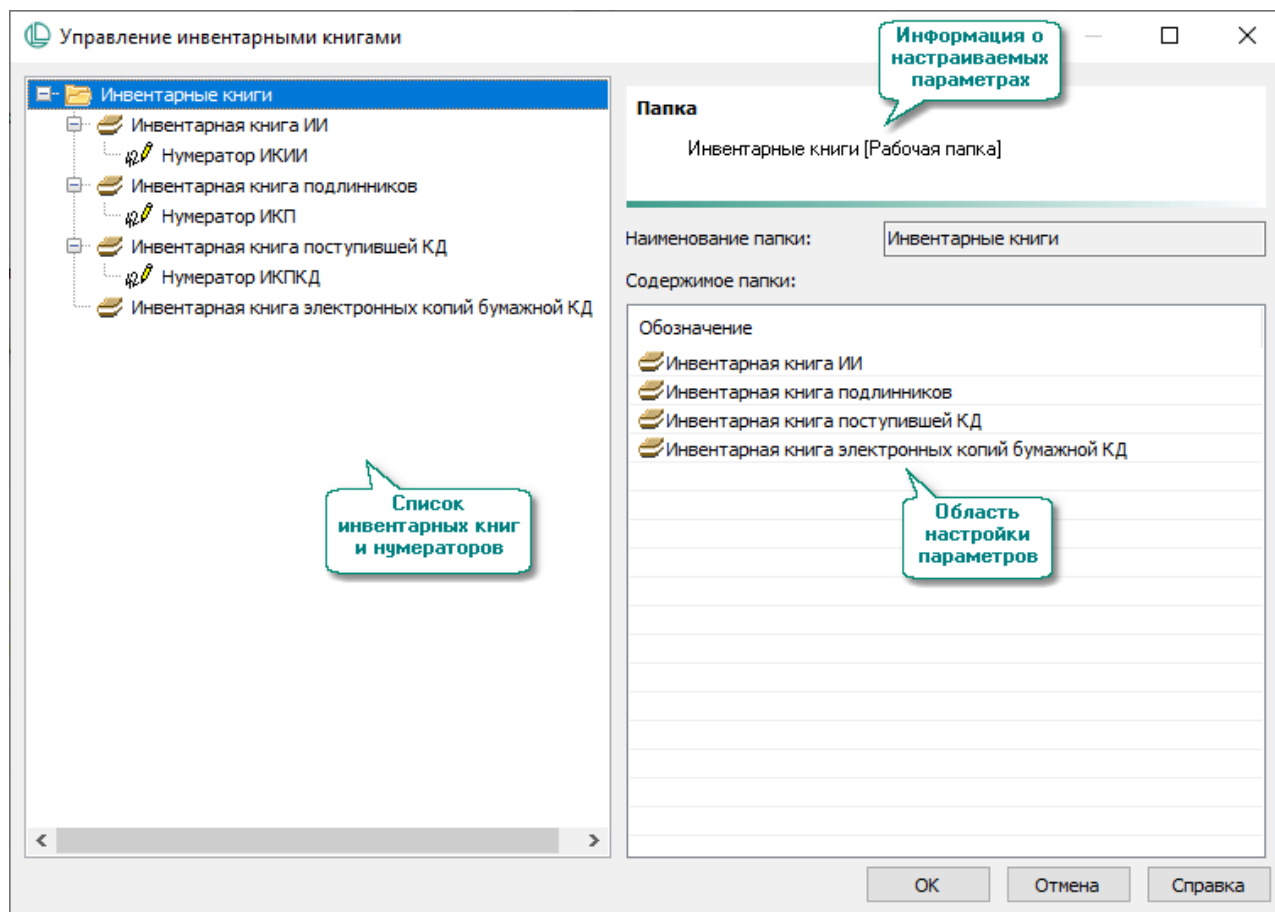 Управление инвентарными книгами
Информация о
настраиваемых
параметрах
Инвентарные книги
Инвентарная книга ИИ
Нумератор ИКИИ
Инвентарная книга подлинников
Нумератор ИКП
Инвентарная книга поступившей КД
Нумератор ИКПКД
Инвентарная книга электронных копий бумажной КД
Список
инвентарных книг
и нумераторов
Папка
Инвентарные книги [Рабочая папка]
Наименование папки: Инвентарные книги
Содержимое папки:
Обозначение
Инвентарная книга ИИ
Инвентарная книга подлинников
Инвентарная книга поступившей КД
Инвентарная книга электронных копий бумажной КД
Область
настройки
параметров
OK Отмена Справка